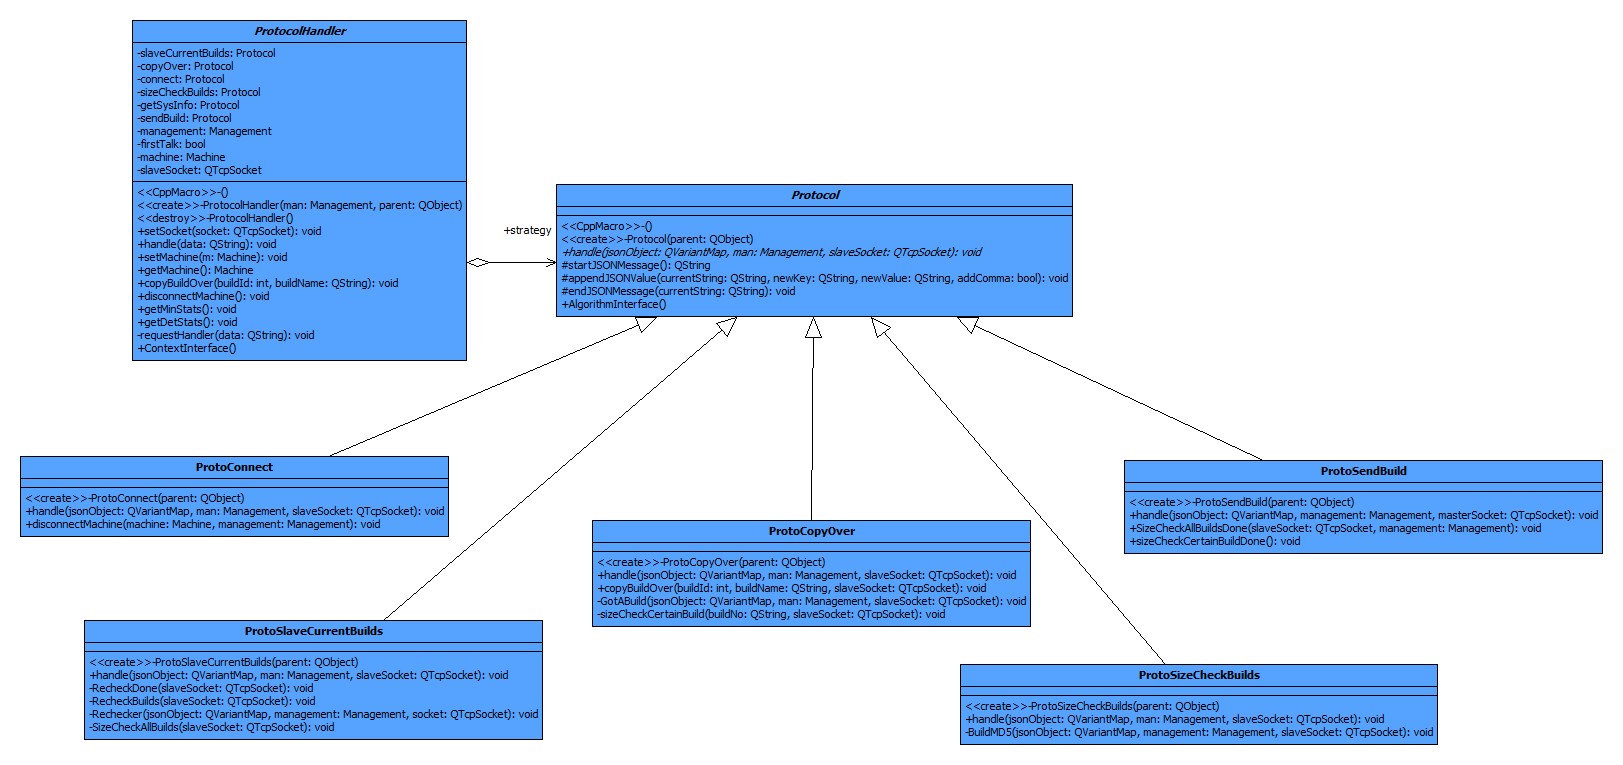 ProtocolHandler
-slaveCurrentBuilds: Protocol
-copyOver: Protocol
-connect: Protocol
-sizeCheckBuilds: Protocol
-getSysInfo: Protocol
-sendBuild: Protocol
-management: Management
-firstTalk: bool
-machine: Machine
-slaveSocket: QTcpSocket
<<CppMacro>>-()
<<create>>-ProtocolHandler(man: Management, parent: QObject)
<<destroy>>-ProtocolHandler()
+setSocket(socket: QTcpSocket): void
+handle(data: QString): void
+setMachine(m: Machine): void
+getMachine(): Machine
+copyBuildOver(buildId: int, buildName: QString): void
+disconnectMachine(): void
+getMinStats(): void
+getDetStats(): void
-requestHandler(data: QString): void
+ContextInterface()
+strategy
Protocol
<<CppMacro>>-()
<<create>>-Protocol(parent: QObject)
+handle(jsonObject: QVariantMap, man: Management, slaveSocket: QTcpSocket): void
#startJSONMessage(): QString
#appendJSONValue(currentString: QString, newKey: QString, newValue: QString, addComma: bool): void
#endJSONMessage(currentString: QString): void
+AlgorithmInterface()
ProtoConnect
<<create>>-ProtoConnect(parent: QObject)
+handle(jsonObject: QVariantMap, man: Management, slaveSocket: QTcpSocket): void
+disconnectMachine(machine: Machine, management: Management): void
ProtoSendBuild
<<create>>-ProtoSendBuild(parent: QObject)
+handle(jsonObject: QVariantMap, management: Management, masterSocket: QTcpSocket): void
+SizeCheckAllBuildsDone(slaveSocket: QTcpSocket, management: Management): void
+sizeCheckCertainBuildDone(): void
ProtoCopyOver
<<create>>-ProtoCopyOver(parent: QObject)
+handle(jsonObject: QVariantMap, man: Management, slaveSocket: QTcpSocket): void
+copyBuildOver(buildId: int, buildName: QString, slaveSocket: QTcpSocket): void
-GotABuild(jsonObject: QVariantMap, man: Management, slaveSocket: QTcpSocket): void
-sizeCheckCertainBuild(buildNo: QString, slaveSocket: QTcpSocket): void
ProtoSlaveCurrentBuilds
<<create>>-ProtoSlaveCurrentBuilds(parent: QObject)
+handle(jsonObject: QVariantMap, man: Management, slaveSocket: QTcpSocket): void
-RecheckDone(slaveSocket: QTcpSocket): void
-RecheckBuilds(slaveSocket: QTcpSocket): void
-Rechecker(jsonObject: QVariantMap, management: Management, socket: QTcpSocket): void
-SizeCheckAllBuilds(slaveSocket: QTcpSocket): void
ProtoSizeCheckBuilds
<<create>>-ProtoSizeCheckBuilds(parent: QObject)
+handle(jsonObject: QVariantMap, man: Management, slaveSocket: QTcpSocket): void
-BuildMD5(jsonObject: QVariantMap, management: Management, slaveSocket: QTcpSocket): void